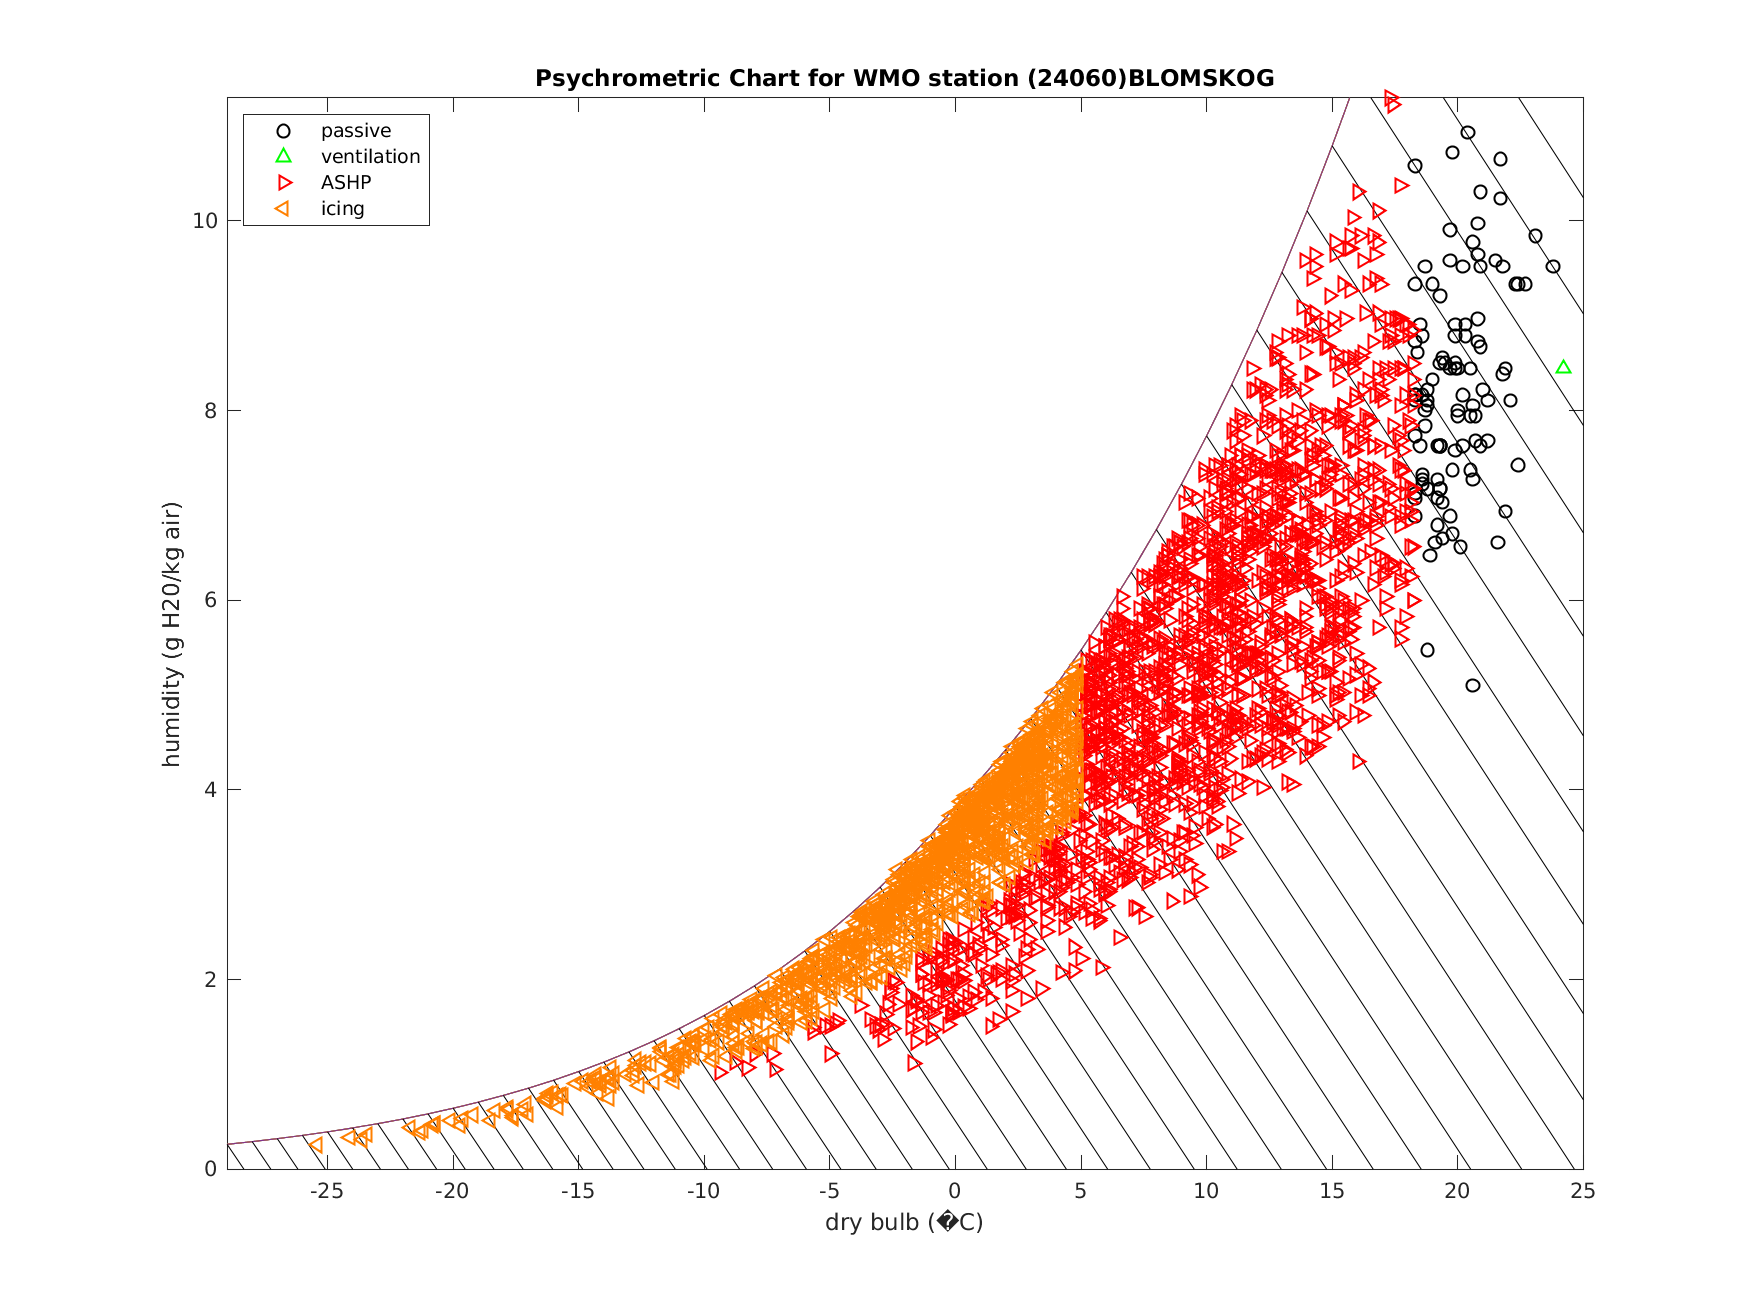 Psychrometric Chart for WMO station (24060)BLOMSKOG
passive
ventilation
ASHP
icing
humidity (g H20/kg air)
10
8
6
4
2
0
-25 -20 -15 -10 -5 0 5 10 15 20 25
dry bulb (�C)